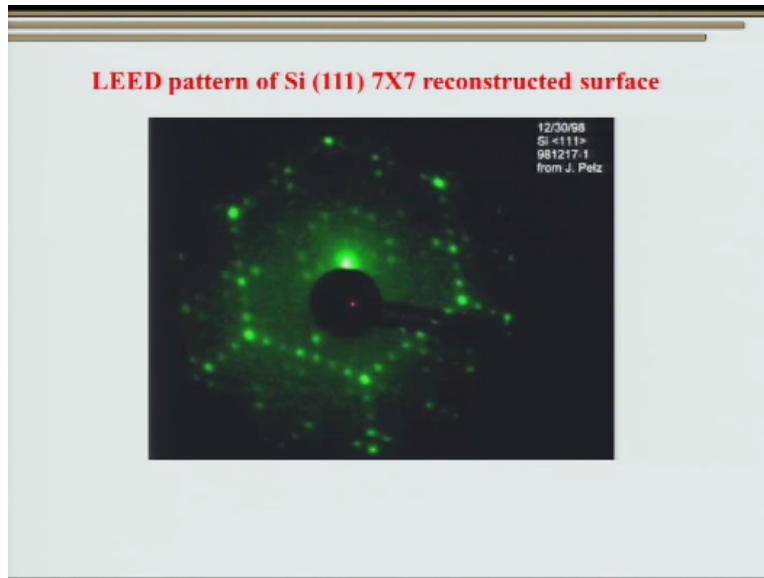 LEED pattern of Si (111) 7X7 reconstructed surface
12/30/98
Si <111>
981217-1
from J. Pelz